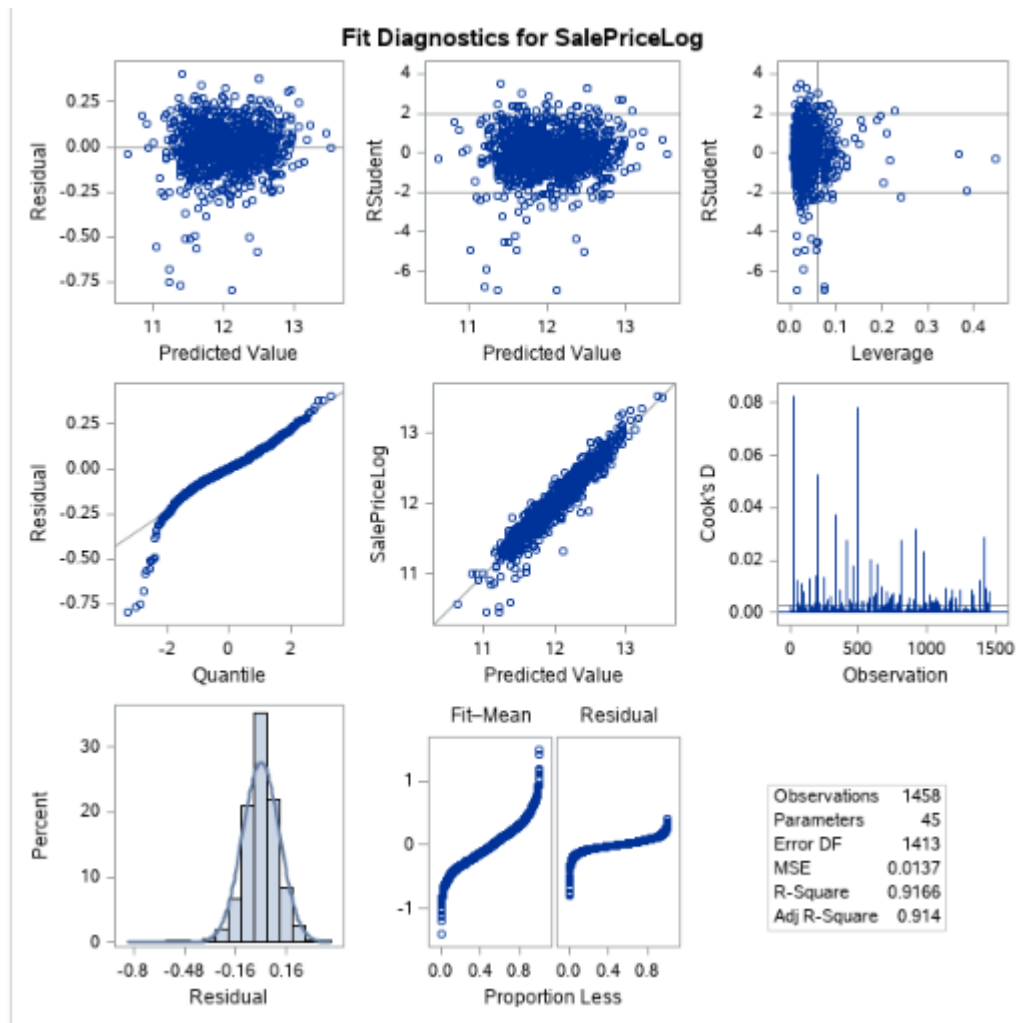 Fit Diagnostics for SalePriceLog
Residual
0.25
0.00
-0.25
-0.50
-0.75
11 12 13
Predicted Value
RStudent
4
2
0
-2
-4
-6
11 12 13
Predicted Value
RStudent
4
2
0
-2
-4
-6
0.0 0.1 0.2 0.3 0.4
Leverage
Residual
0.25
0.00
-0.25
-0.50
-0.75
-2 0 2
Quantile
SalePriceLog
13
12
11
11 12 13
Predicted Value
Cook's D
0.08
0.06
0.04
0.02
0.00
0 500 1000 1500
Observation
Percent
30
20
10
0
-0.8 -0.48 -0.16 0.16
Residual
Fit–Mean Residual
1
0
-1
0.0 0.4 0.8 0.0 0.4 0.8
Proportion Less
Observations 1458
Parameters 45
Error DF 1413
MSE 0.0137
R-Square 0.9166
Adj R-Square 0.914